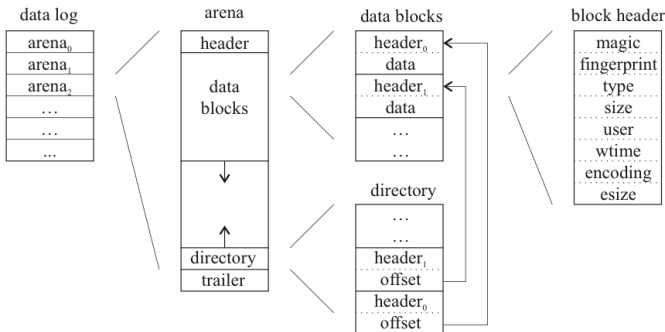 data log
arena₀
arena₁
arena₂
...
...
...
arena
header
data
blocks
directory
trailer
data blocks
header₀
data
header₁
data
...
...
directory
...
...
header₁
offset
header₀
offset
block header
magic
fingerprint
type
size
user
wtime
encoding
esize